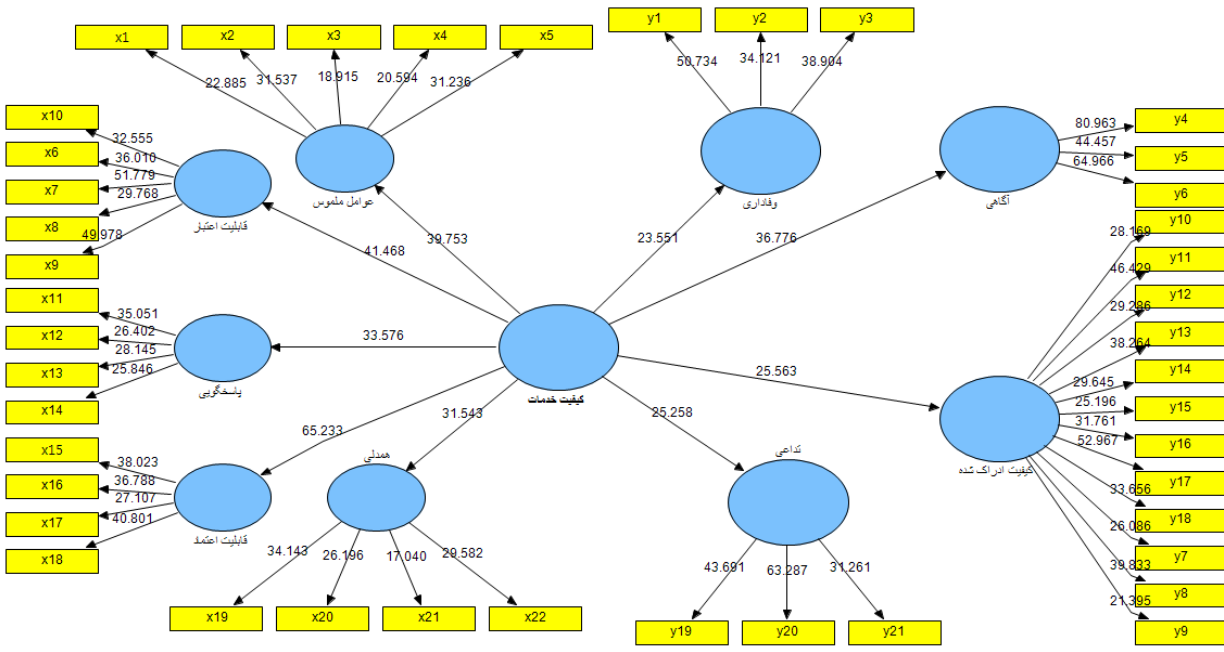 x1
x2
x3
x4
x5
22.885
31.537
18.915
20.594
31.236
عوامل ملموس
x10
x6
x7
x8
x9
32.555
36.010
51.779
29.768
49.978
قابلیت اعتبار
x11
x12
x13
x14
35.051
26.402
28.145
25.846
پاسخگویی
x15
x16
x17
x18
38.023
36.788
27.107
40.801
قابلیت اعتماد
همدلی
34.143
26.196
17.040
29.582
x19
x20
x21
x22
39.753
41.468
33.576
65.233
31.543
کیفیت خدمات
23.551
36.776
25.563
25.258
y1
y2
y3
50.734
34.121
38.904
وفاداری
y4
y5
y6
80.963
44.457
64.966
آگاهی
y10
y11
y12
y13
y14
y15
y16
y17
y18
y7
y8
y9
28.169
46.429
29.286
38.264
29.645
25.196
31.761
52.967
33.656
26.086
39.833
21.395
کیفیت ادراک شده
تداعی
43.691
63.287
31.261
y19
y20
y21